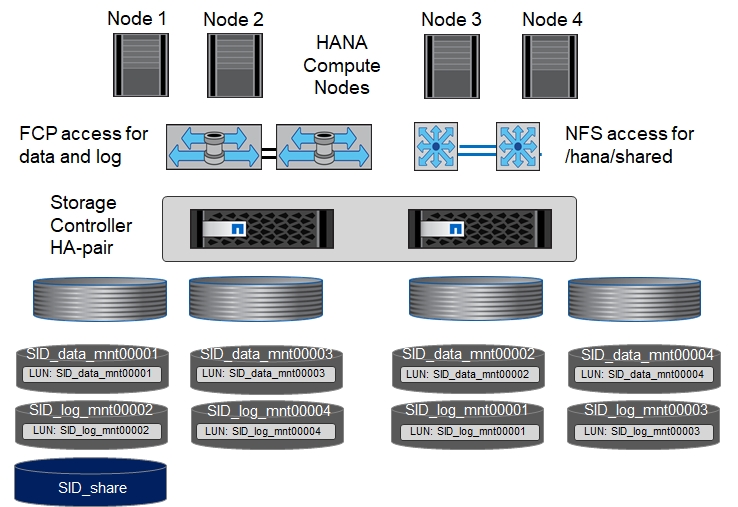 Node 1
Node 2
Node 3
Node 4
HANA
Compute
Nodes
FCP access for
data and log
NFS access for
/hana/shared
Storage
Controller
HA-pair
SID_data_mnt00001
LUN: SID_data_mnt00001
SID_data_mnt00003
LUN: SID_data_mnt00003
SID_data_mnt00002
LUN: SID_data_mnt00002
SID_data_mnt00004
LUN: SID_data_mnt00004
SID_log_mnt00002
LUN: SID_log_mnt00002
SID_log_mnt00004
LUN: SID_log_mnt00004
SID_log_mnt00001
LUN: SID_log_mnt00001
SID_log_mnt00003
LUN: SID_log_mnt00003
SID_share